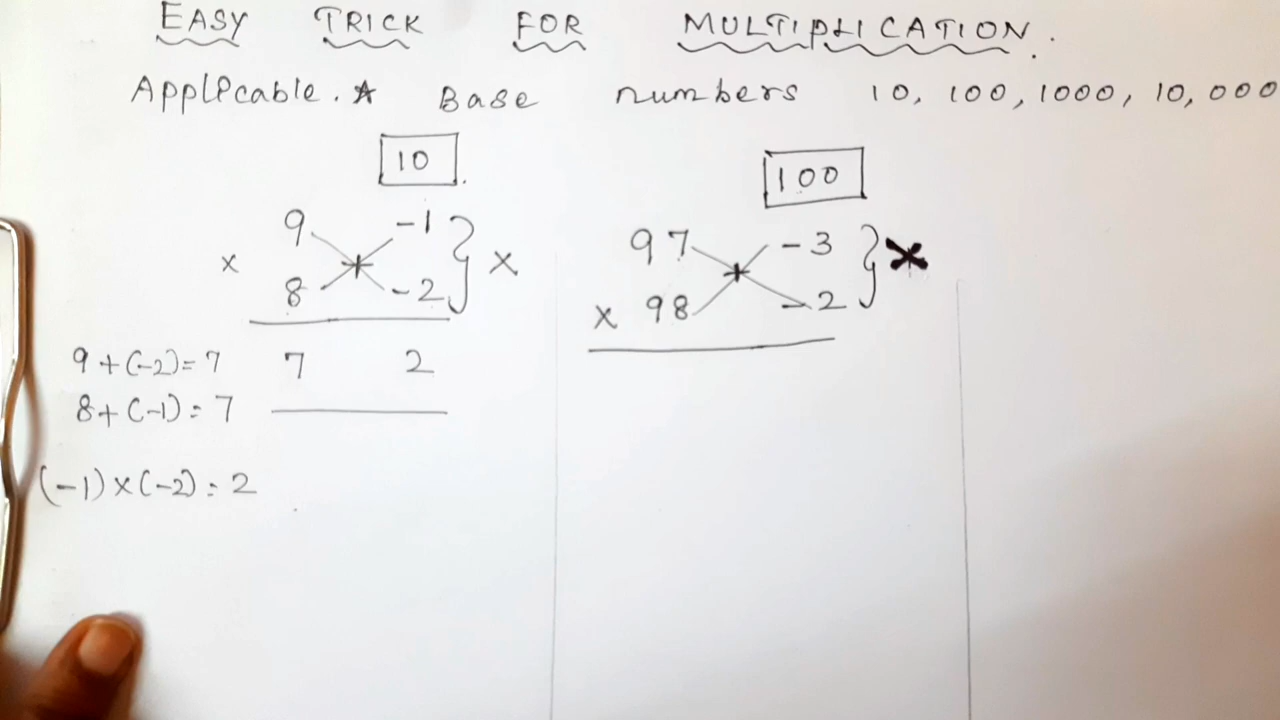 EASY TRICK FOR MULTIPLICATION.
Applicable. * Base numbers 10, 100, 1000, 10,000
10
9 -1
× 8 -2 } ×
7 2
9+(-2)=7
8+(-1)=7
(-1)×(-2)=2
100
97 -3
× 98 -2 } ×